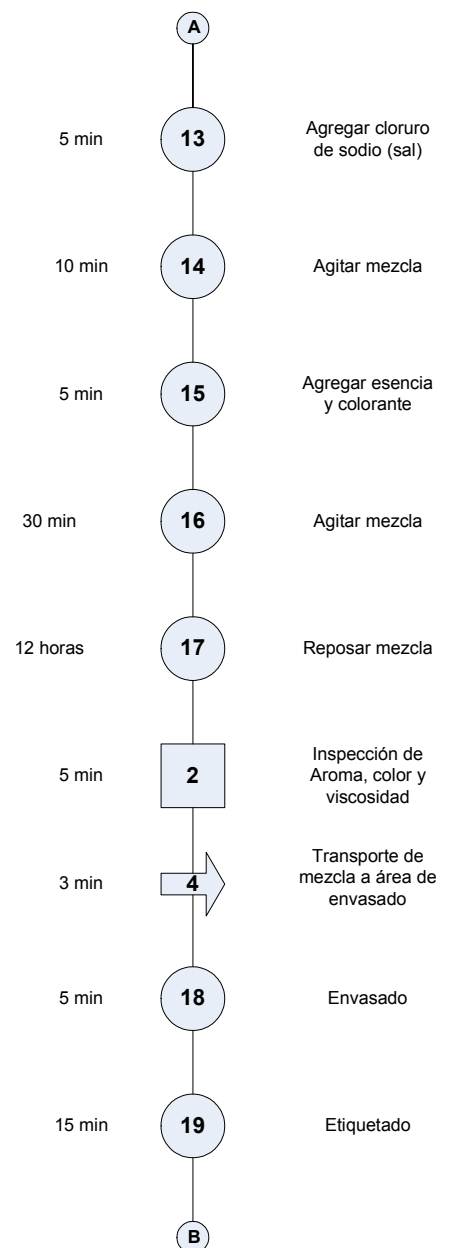 A
5 min
13
Agregar cloruro
de sodio (sal)
10 min
14
Agitar mezcla
5 min
15
Agregar esencia
y colorante
30 min
16
Agitar mezcla
12 horas
17
Reposar mezcla
5 min
2
Inspección de
Aroma, color y
viscosidad
3 min
4
Transporte de
mezcla a área de
envasado
5 min
18
Envasado
15 min
19
Etiquetado
B